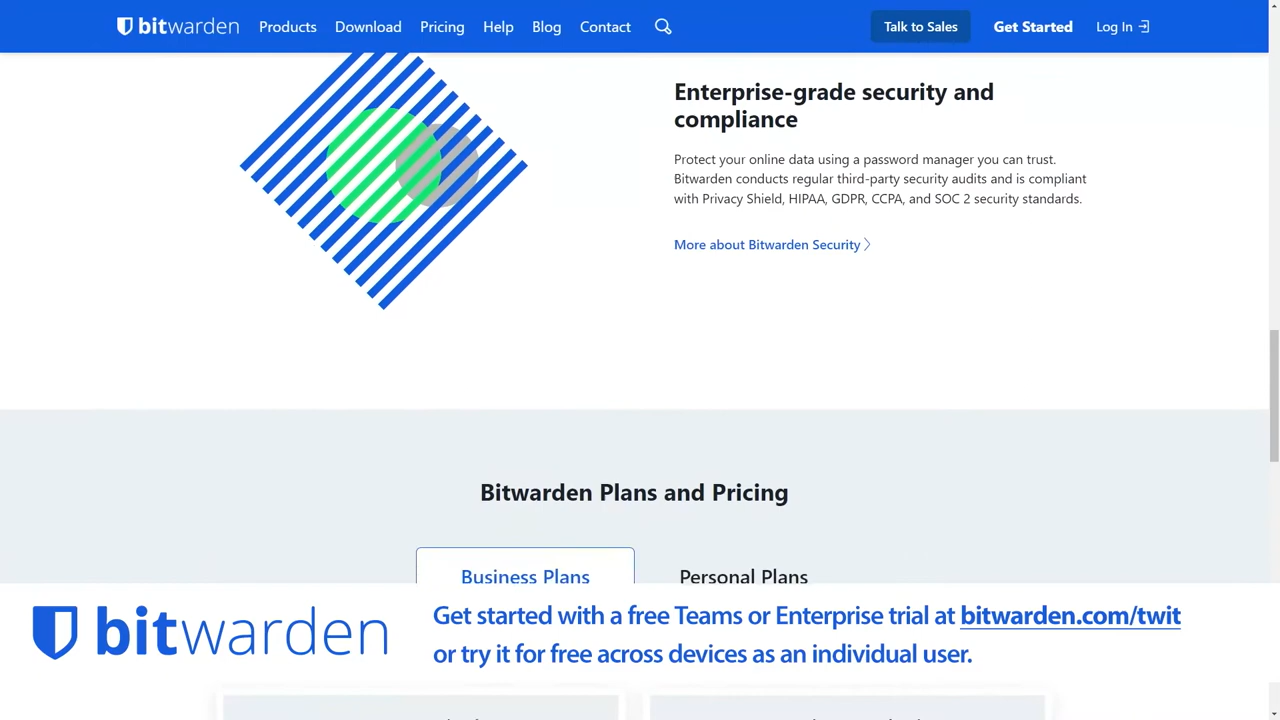 bitwarden Products Download Pricing Help Blog Contact Talk to Sales Get Started Log In
Enterprise-grade security and
compliance
Protect your online data using a password manager you can trust.
Bitwarden conducts regular third-party security audits and is compliant
with Privacy Shield, HIPAA, GDPR, CCPA, and SOC 2 security standards.
More about Bitwarden Security
Bitwarden Plans and Pricing
Business Plans Personal Plans
bitwarden
Get started with a free Teams or Enterprise trial at bitwarden.com/twit
or try it for free across devices as an individual user.